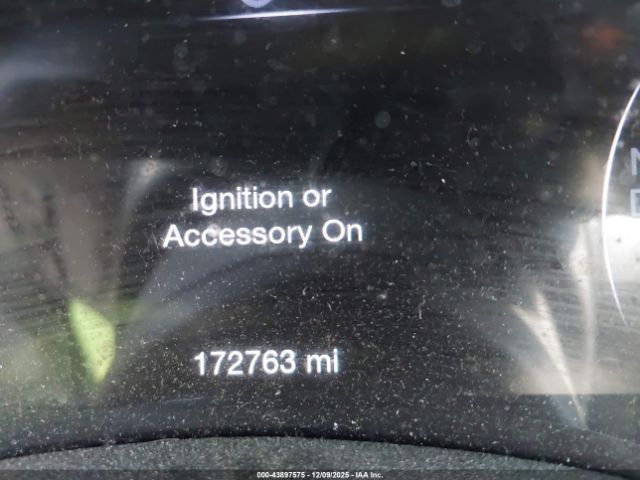 Ignition or
Accessory On
172763 mi
000-43897575 - 12/09/2025 - IAA Inc.